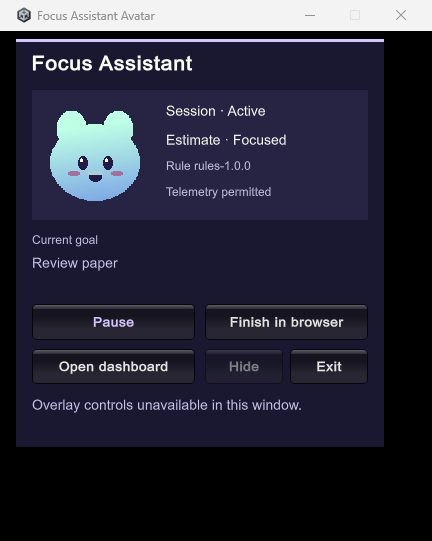 Focus Assistant Avatar
Focus Assistant
Session · Active
Estimate · Focused
Rule rules-1.0.0
Telemetry permitted
Current goal
Review paper
Pause
Finish in browser
Open dashboard
Hide
Exit
Overlay controls unavailable in this window.